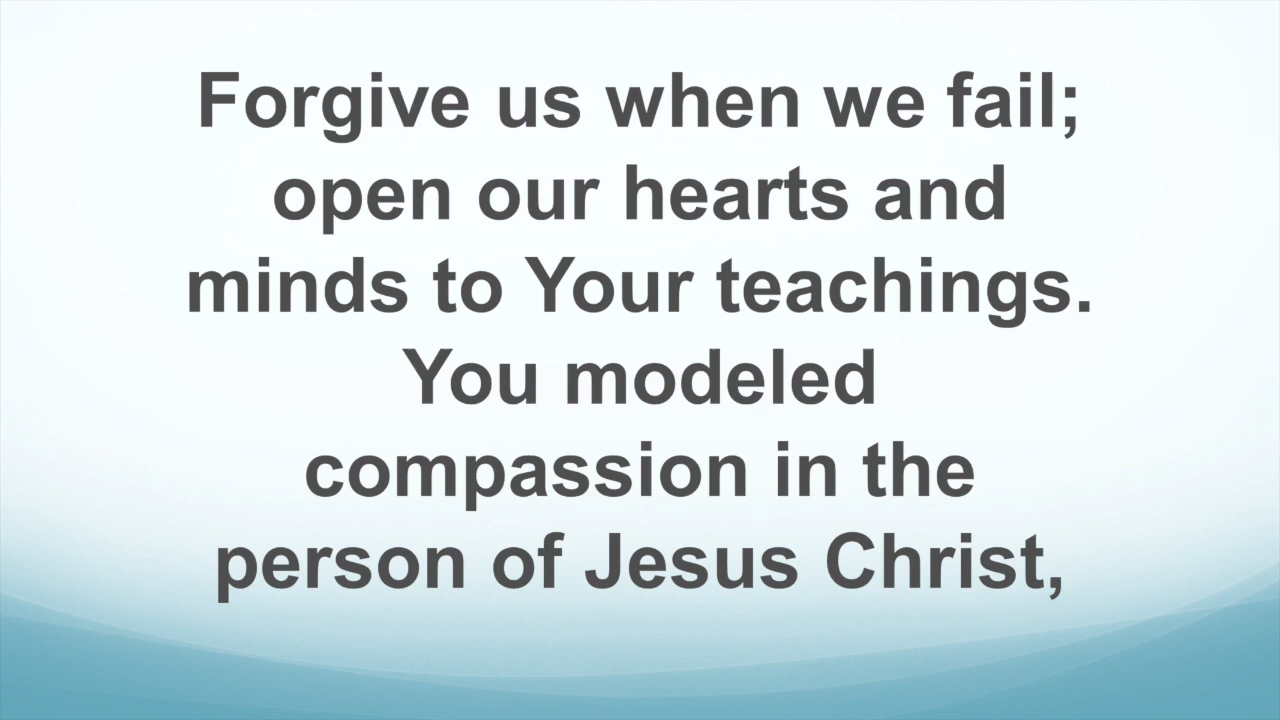 Forgive us when we fail;
open our hearts and
minds to Your teachings.
You modeled
compassion in the
person of Jesus Christ,